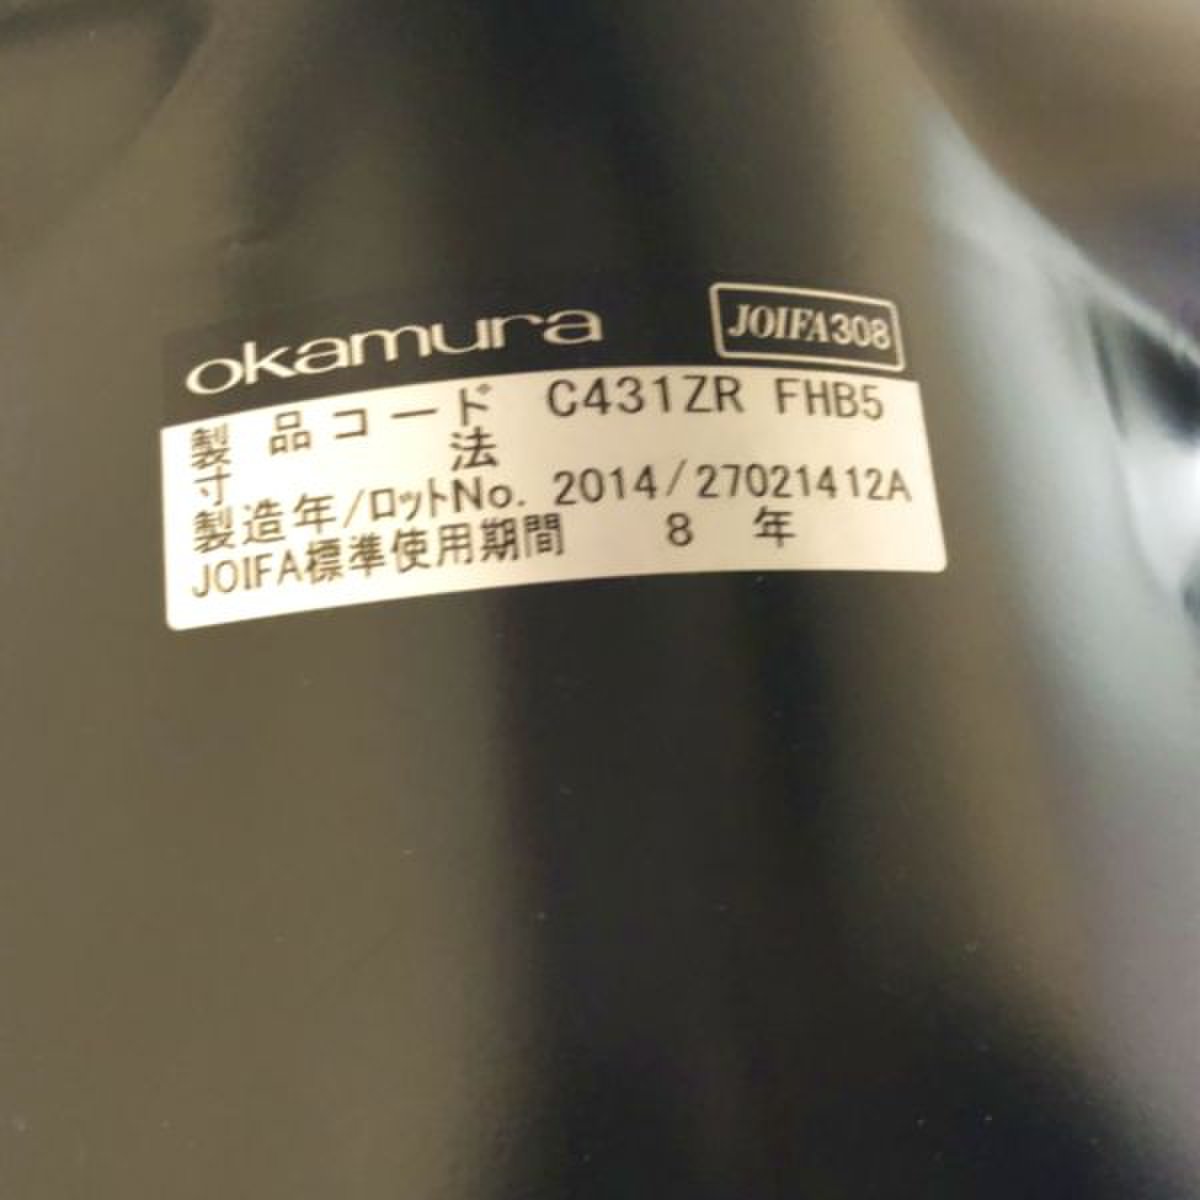 okamura JOIFA308
製品コード C431ZR FHB5
寸法
製造年/ロットNo. 2014/27021412A
JOIFA標準使用期間 8年